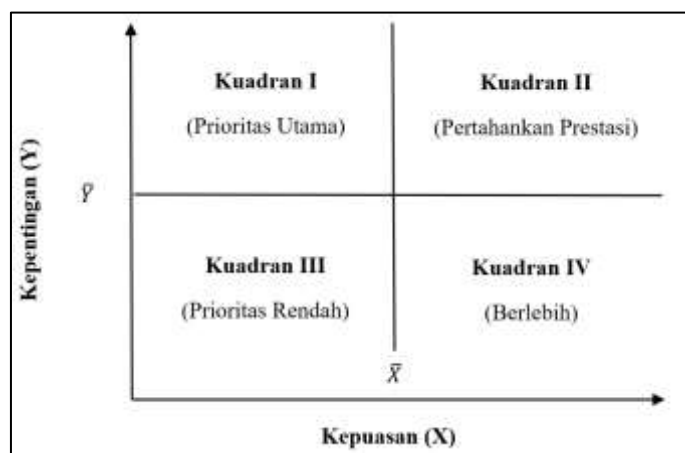 Kuadran I
(Prioritas Utama)
Kuadran II
(Pertahankan Prestasi)
Kepentingan (Y)
Ȳ
Kuadran III
(Prioritas Rendah)
Kuadran IV
(Berlebih)
X̄
Kepuasan (X)